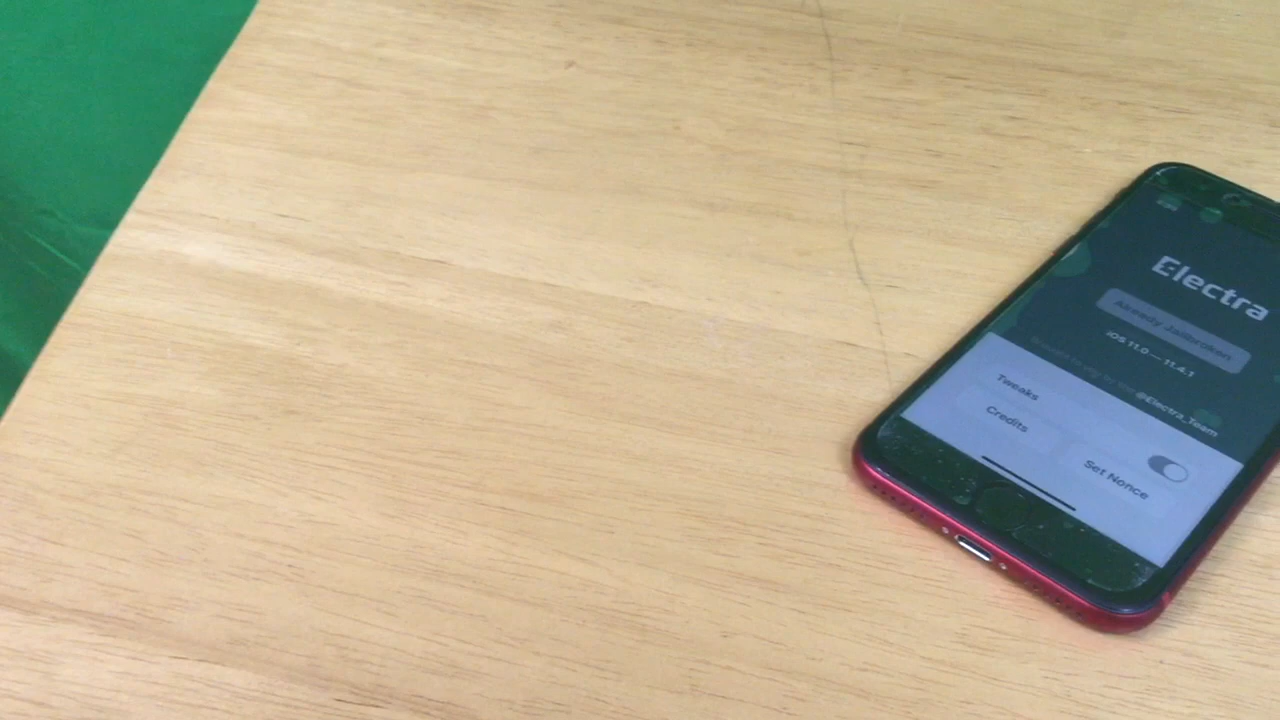 Electra
Already Jailbroken
iOS 11.0 — 11.4.1
@Electra_Team
Tweaks
Credits
Set Nonce